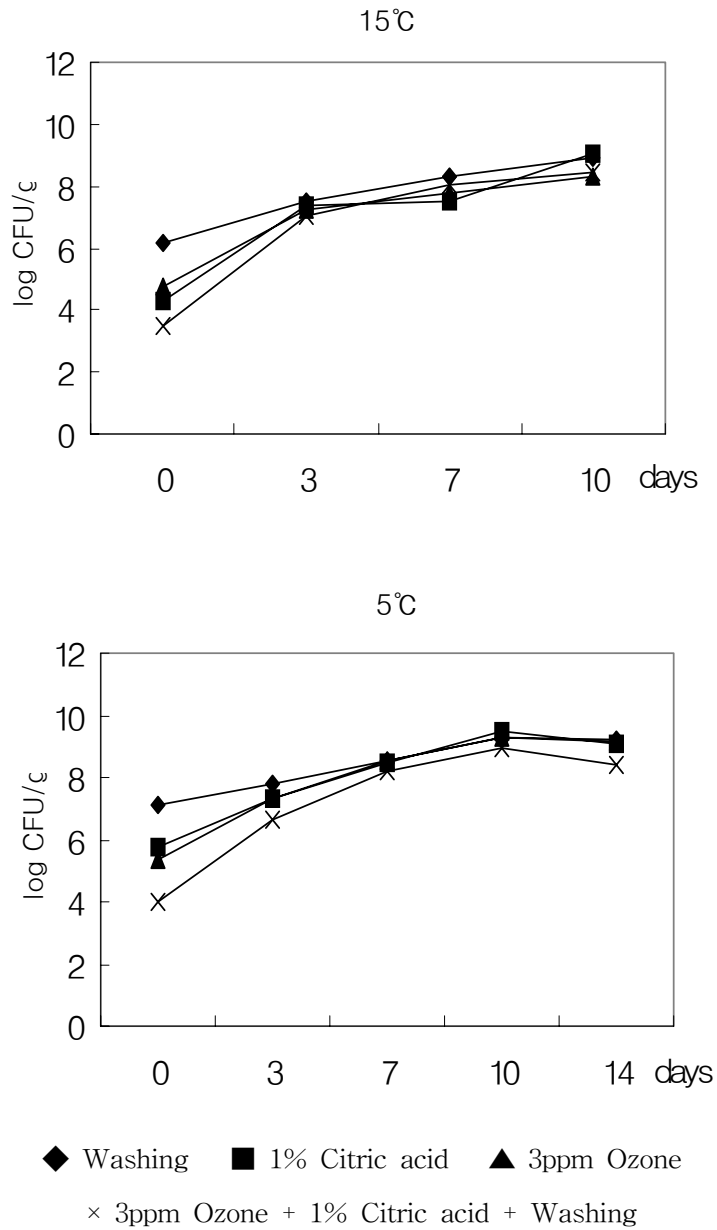 15℃
12
10
8
6
4
2
0
log CFU/g
0 3 7 10 days
5℃
12
10
8
6
4
2
0
log CFU/g
0 3 7 10 14 days
◆ Washing ■ 1% Citric acid ▲ 3ppm Ozone
× 3ppm Ozone + 1% Citric acid + Washing